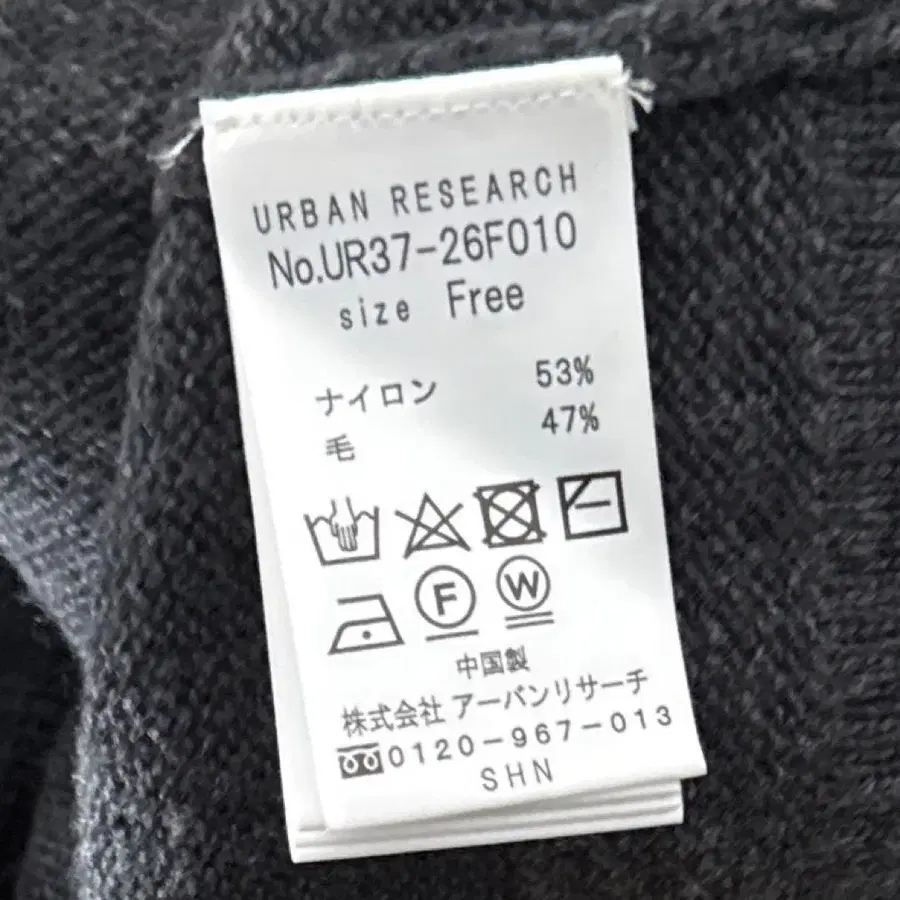 URBAN RESEARCH
No.UR37-26F010
size Free
ナイロン 53%
毛 47%
F W
中国製
株式会社 アーバンリサーチ
0120-967-013
SHN